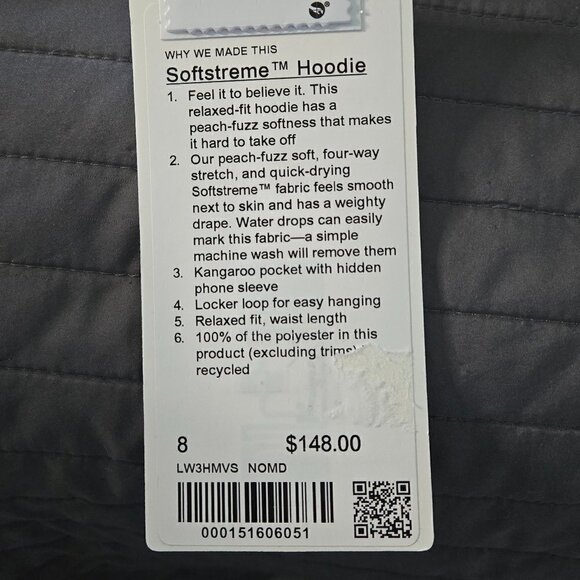 WHY WE MADE THIS
Softstreme™ Hoodie
1. Feel it to believe it. This
relaxed-fit hoodie has a
peach-fuzz softness that makes
it hard to take off
2. Our peach-fuzz soft, four-way
stretch, and quick-drying
Softstreme™ fabric feels smooth
next to skin and has a weighty
drape. Water drops can easily
mark this fabric—a simple
machine wash will remove them
3. Kangaroo pocket with hidden
phone sleeve
4. Locker loop for easy hanging
5. Relaxed fit, waist length
6. 100% of the polyester in this
product (excluding trims)
recycled
8 $148.00
LW3HMVS NOMD
000151606051